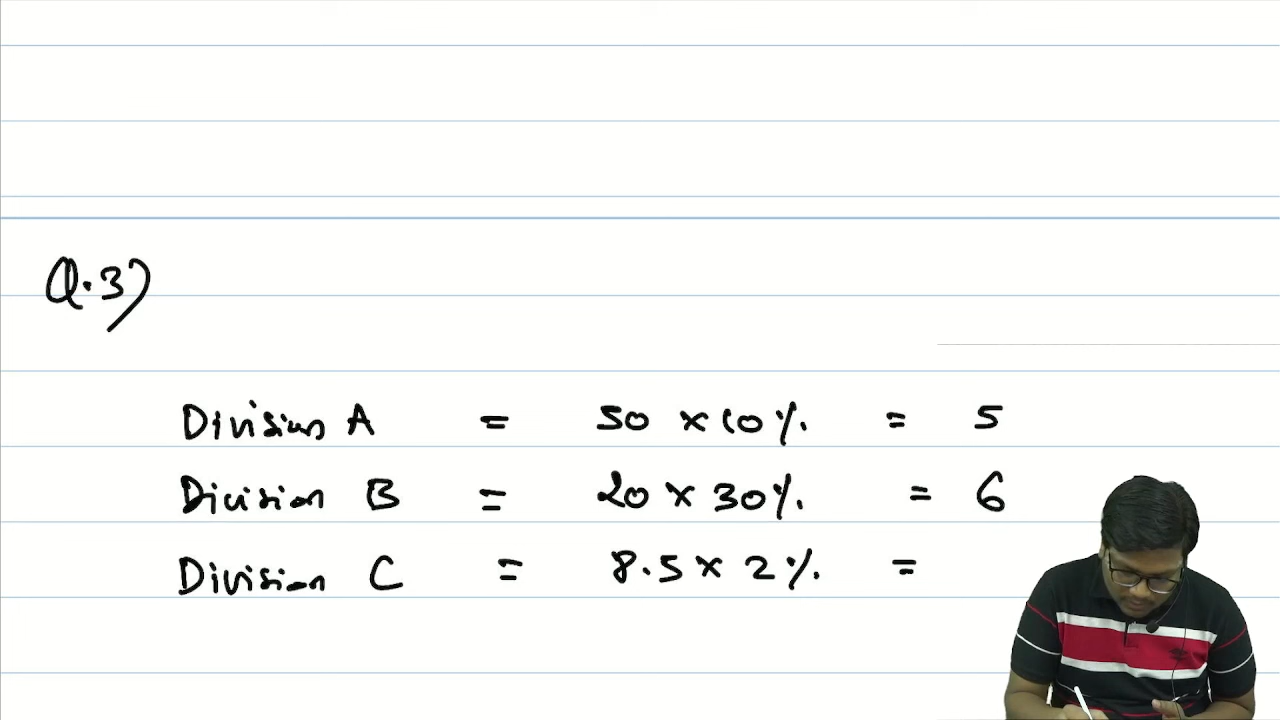 Q.3)
Division A = 50 × 10% = 5
Division B = 20 × 30% = 6
Division C = 8.5 × 2% =